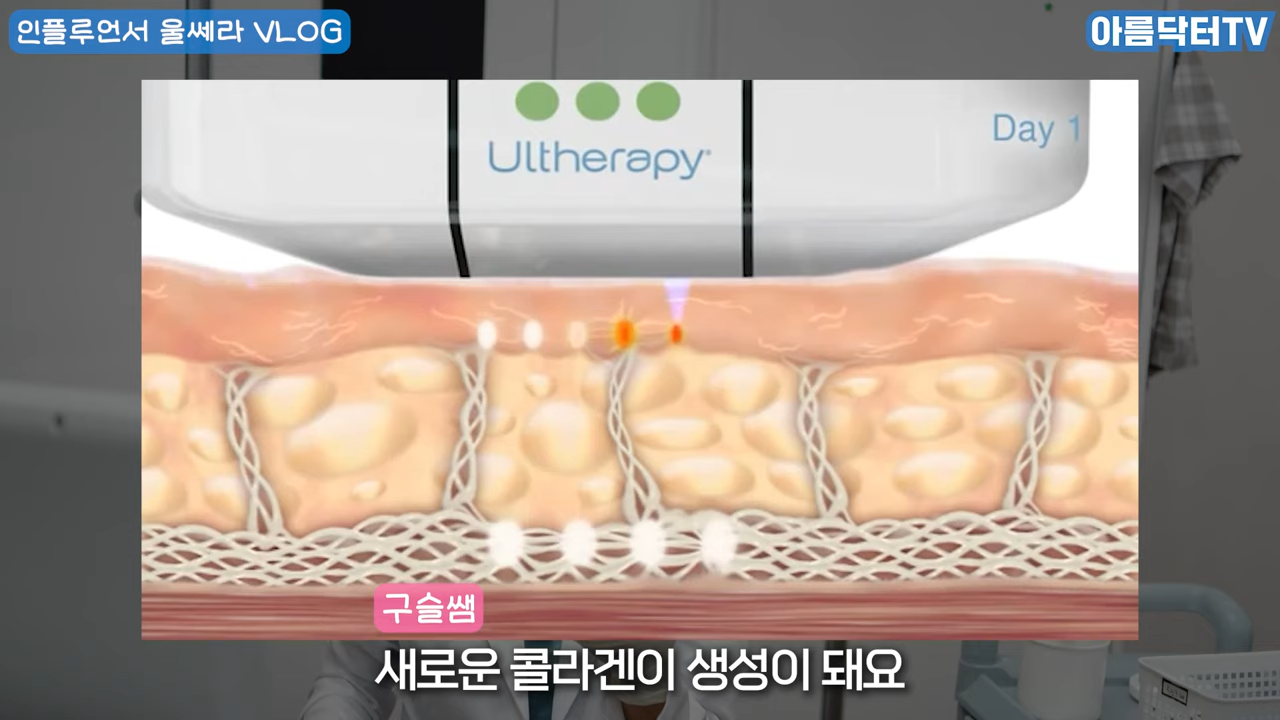 인플루언서 울쎄라 VLOG
아름닥터TV
Day 1
Ultherapy®
구슬쌤
새로운 콜라겐이 생성이 돼요